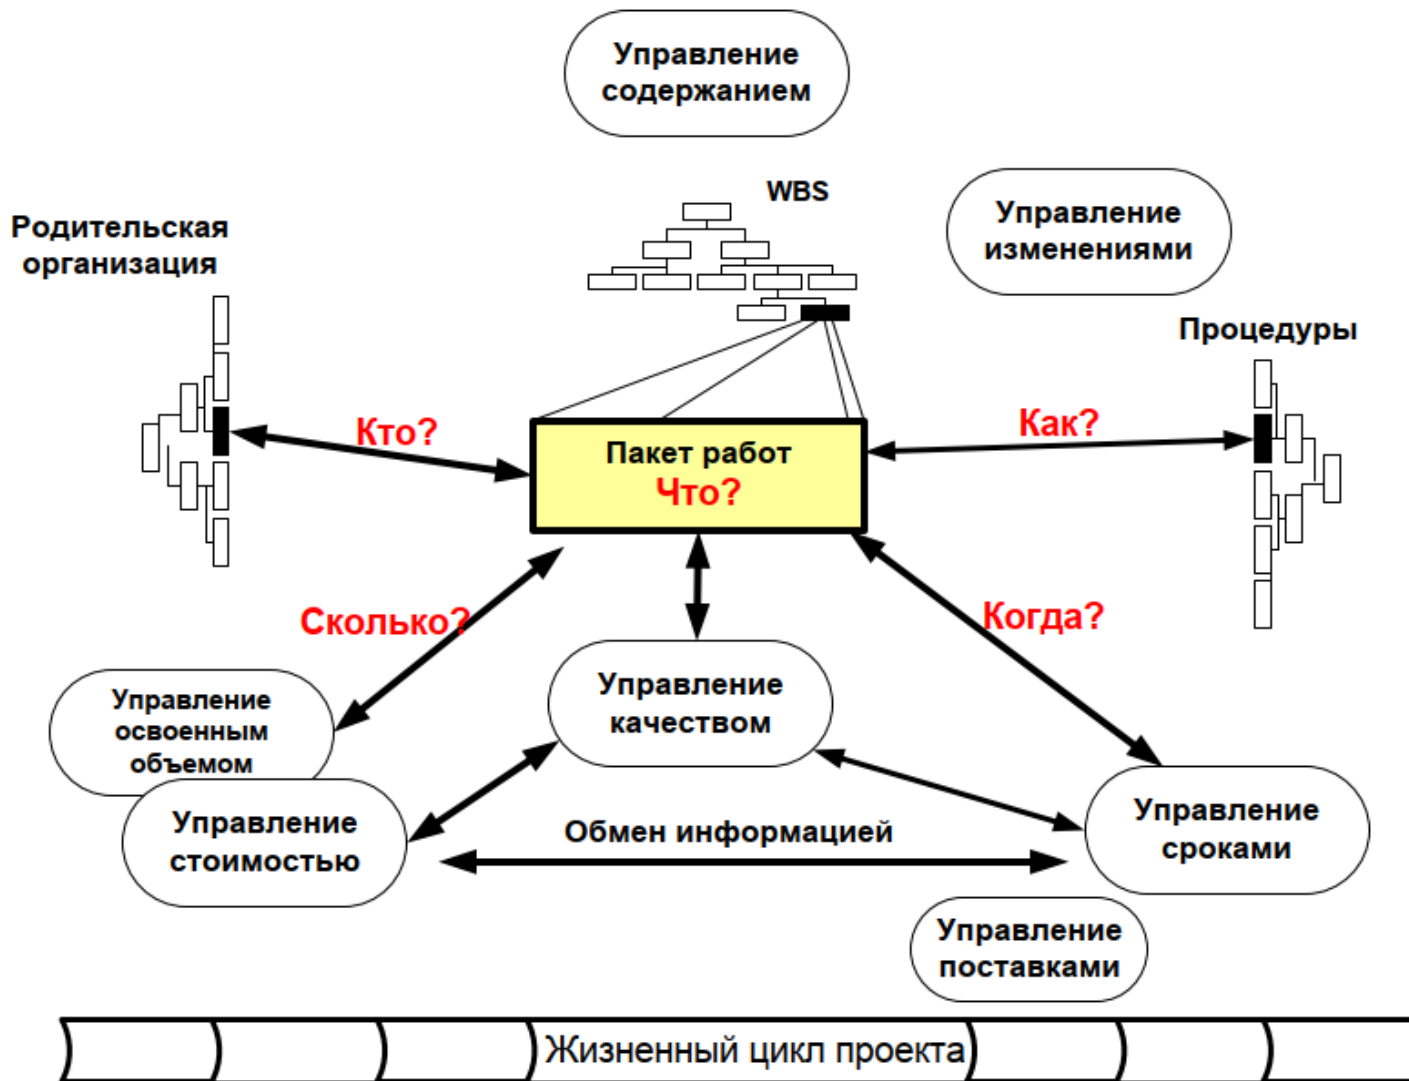 Управление
содержанием
WBS
Управление
изменениями
Родительская
организация
Процедуры
Кто?
Пакет работ
Что?
Как?
Сколько?
Когда?
Управление
освоенным
объемом
Управление
качеством
Управление
стоимостью
Обмен информацией
Управление
сроками
Управление
поставками
Жизненный цикл проекта